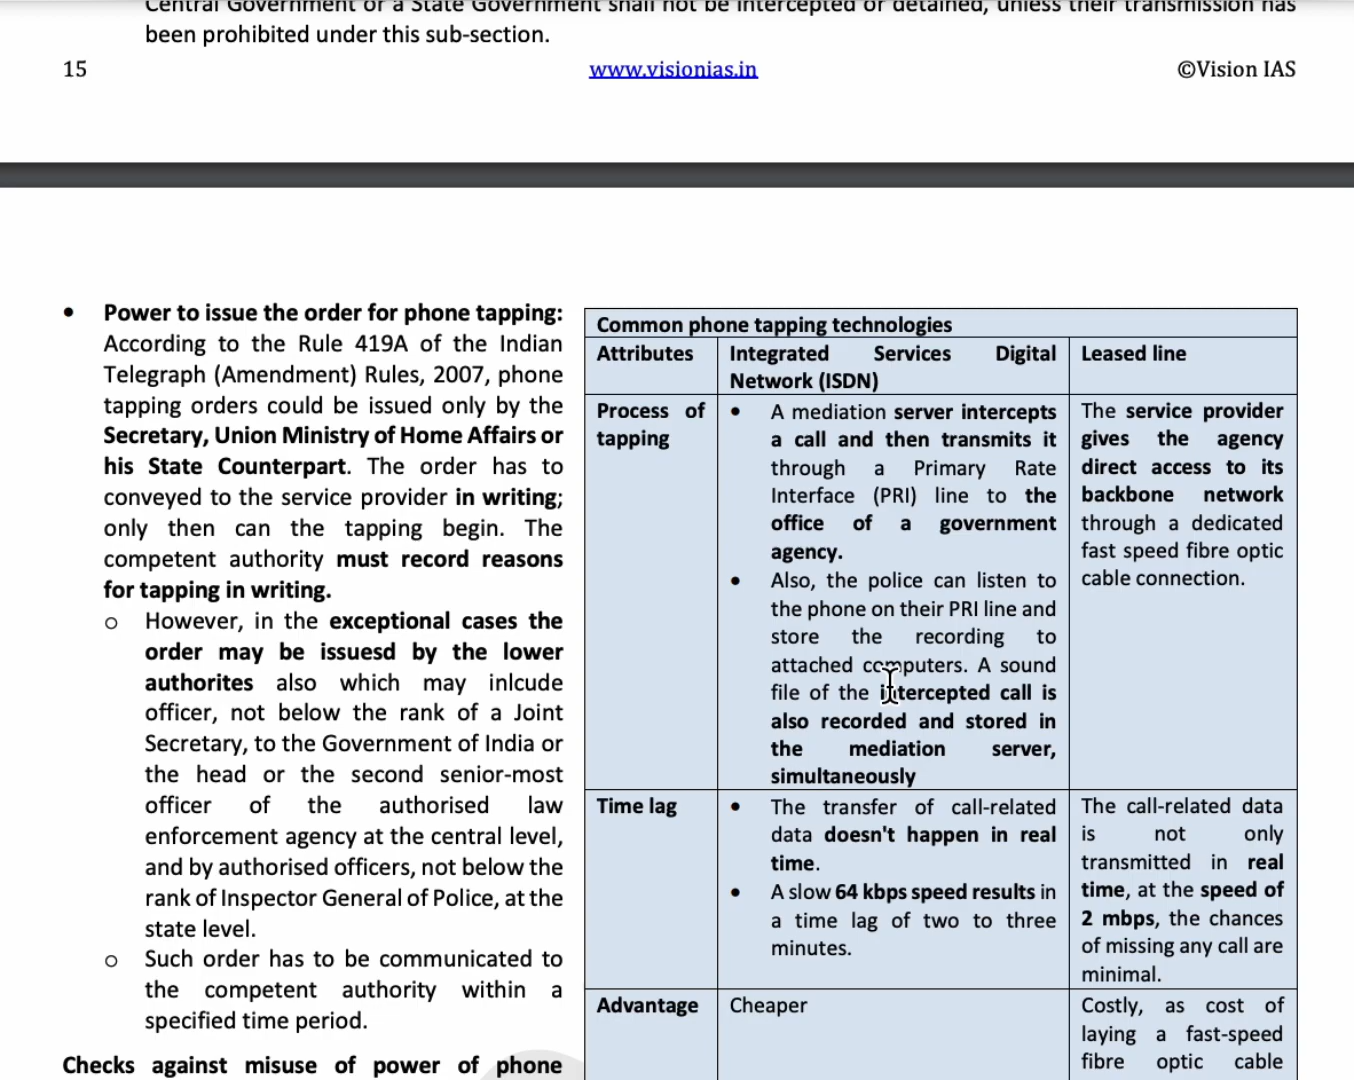 Central Government or a State Government shall not be intercepted or detained, unless their transmission has
been prohibited under this sub-section.
15
www.visionias.in
©Vision IAS
• Power to issue the order for phone tapping:
According to the Rule 419A of the Indian
Telegraph (Amendment) Rules, 2007, phone
tapping orders could be issued only by the
Secretary, Union Ministry of Home Affairs or
his State Counterpart. The order has to
conveyed to the service provider in writing;
only then can the tapping begin. The
competent authority must record reasons
for tapping in writing.
o However, in the exceptional cases the
order may be issuesd by the lower
authorites also which may inlcude
officer, not below the rank of a Joint
Secretary, to the Government of India or
the head or the second senior-most
officer of the authorised law
enforcement agency at the central level,
and by authorised officers, not below the
rank of Inspector General of Police, at the
state level.
o Such order has to be communicated to
the competent authority within a
specified time period.
Checks against misuse of power of phone
Common phone tapping technologies
Attributes
Integrated Services Digital
Network (ISDN)
Leased line
Process of
tapping
• A mediation server intercepts
a call and then transmits it
through a Primary Rate
Interface (PRI) line to the
office of a government
agency.
• Also, the police can listen to
the phone on their PRI line and
store the recording to
attached computers. A sound
file of the intercepted call is
also recorded and stored in
the mediation server,
simultaneously
The service provider
gives the agency
direct access to its
backbone network
through a dedicated
fast speed fibre optic
cable connection.
Time lag
• The transfer of call-related
data doesn't happen in real
time.
• A slow 64 kbps speed results in
a time lag of two to three
minutes.
The call-related data
is not only
transmitted in real
time, at the speed of
2 mbps, the chances
of missing any call are
minimal.
Advantage
Cheaper
Costly, as cost of
laying a fast-speed
fibre optic cable